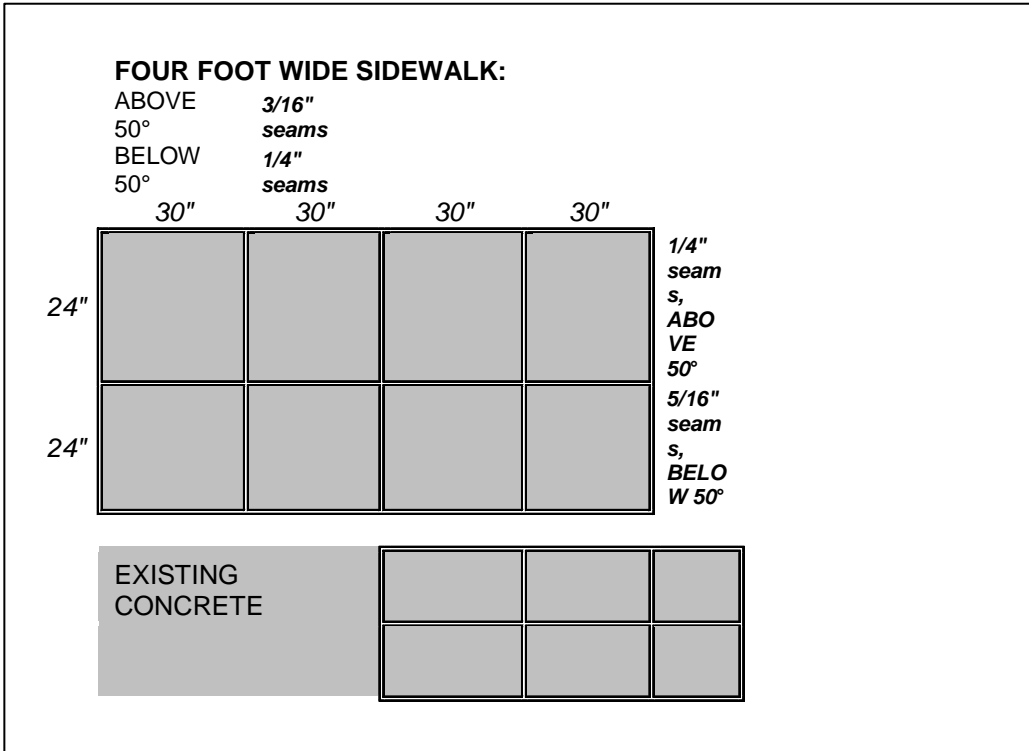 FOUR FOOT WIDE SIDEWALK:
ABOVE 3/16"
50° seams
BELOW 1/4"
50° seams
30" 30" 30" 30"
24"
1/4"
seam
s,
ABO
VE
50°
24"
5/16"
seam
s,
BELO
W 50°
EXISTING
CONCRETE